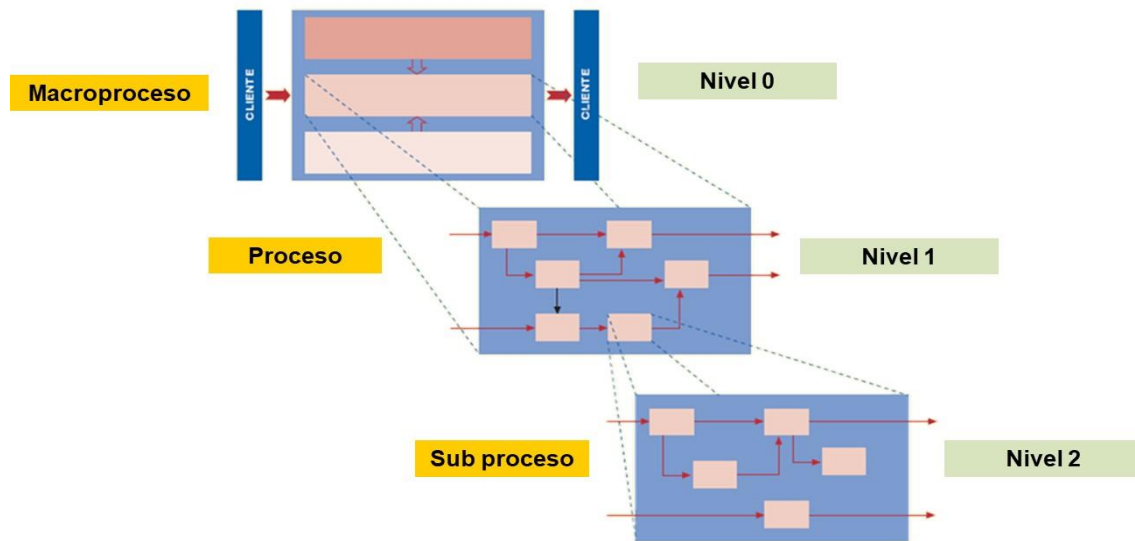 Macroproceso
CLIENTE
CLIENTE
Nivel 0
Proceso
Nivel 1
Sub proceso
Nivel 2